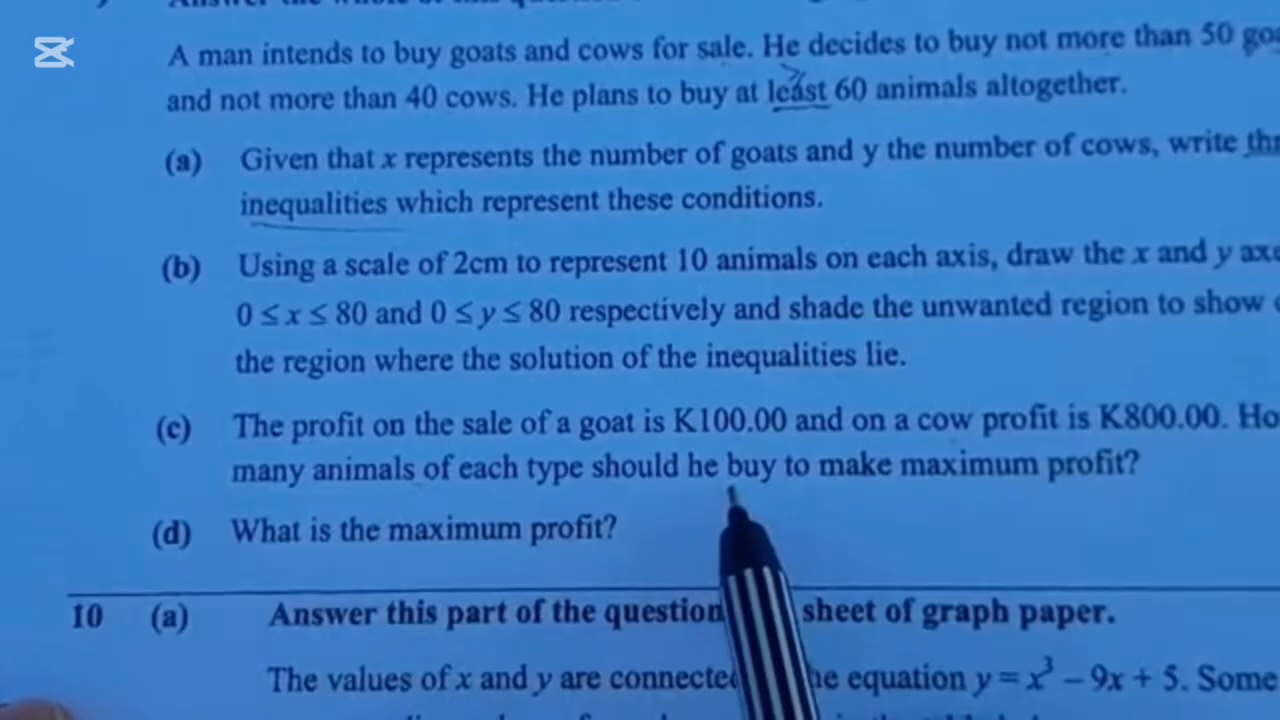 A man intends to buy goats and cows for sale. He decides to buy not more than 50
and not more than 40 cows. He plans to buy at least 60 animals altogether.
(a) Given that x represents the number of goats and y the number of cows, write
inequalities which represent these conditions.
(b) Using a scale of 2cm to represent 10 animals on each axis, draw the x and y
0 ≤ x ≤ 80 and 0 ≤ y ≤ 80 respectively and shade the unwanted region to show
the region where the solution of the inequalities lie.
(c) The profit on the sale of a goat is K100.00 and on a cow profit is K800.00.
many animals of each type should he buy to make maximum profit?
(d) What is the maximum profit?
10 (a) Answer this part of the question sheet of graph paper.
The values of x and y are equation y = x³ – 9x + 5. Some